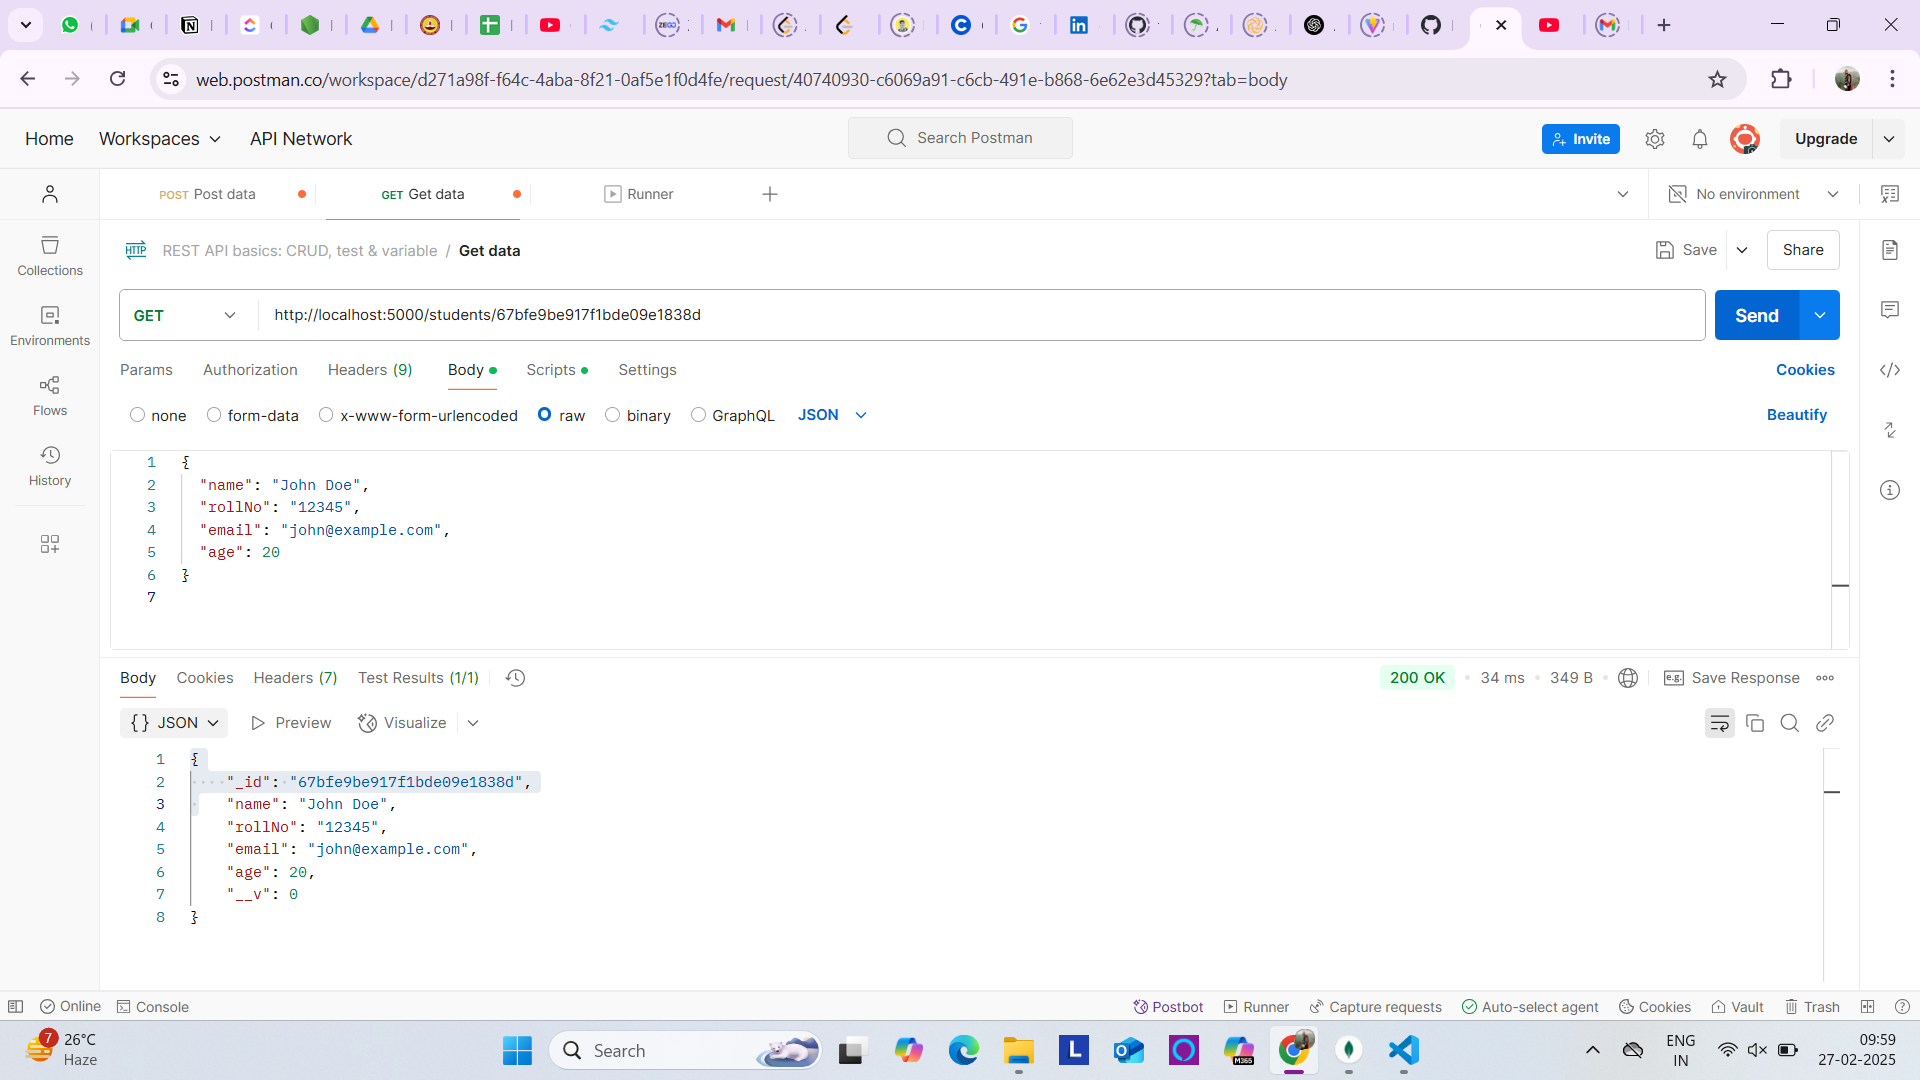 web.postman.co/workspace/d271a98f-f64c-4aba-8f21-0af5e1f0d4fe/request/40740930-c6069a91-c6cb-491e-b868-6e62e3d45329?tab=body
Home Workspaces API Network Search Postman Invite Upgrade
POST Post data GET Get data Runner No environment
HTTP REST API basics: CRUD, test & variable / Get data Save Share
Collections
Environments
Flows
History
GET http://localhost:5000/students/67bfe9be917f1bde09e1838d Send
Params Authorization Headers (9) Body Scripts Settings Cookies
none form-data x-www-form-urlencoded raw binary GraphQL JSON Beautify
1 {
2 "name": "John Doe",
3 "rollNo": "12345",
4 "email": "john@example.com",
5 "age": 20
6 }
7
Body Cookies Headers (7) Test Results (1/1) 200 OK 34 ms 349 B e.g. Save Response
{} JSON Preview Visualize
1 {
2 "_id": "67bfe9be917f1bde09e1838d",
3 "name": "John Doe",
4 "rollNo": "12345",
5 "email": "john@example.com",
6 "age": 20,
7 "__v": 0
8 }
Online Console Postbot Runner Capture requests Auto-select agent Cookies Vault Trash
7 26°C
Haze
Search
L
M365
ENG
IN
09:59
27-02-2025